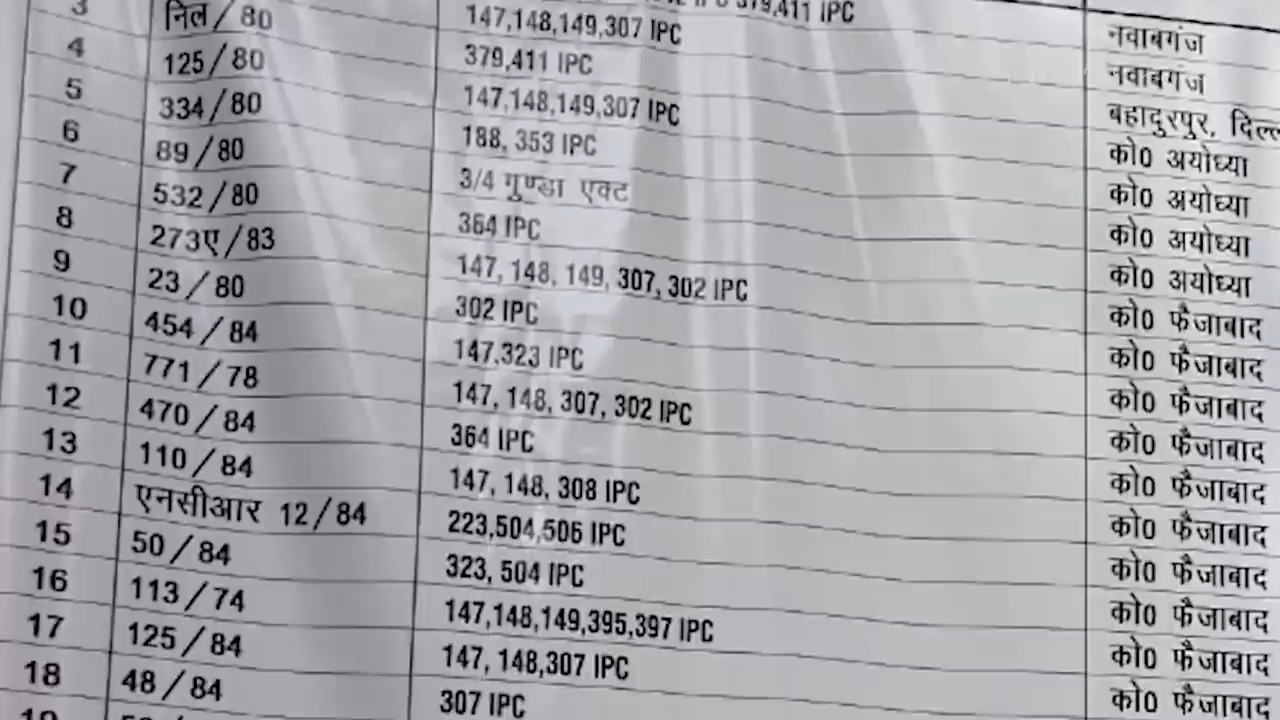 379,411 IPC नवाबगंज
147,148,149,307 IPC नवाबगंज
3 निल/80 379,411 IPC बहादुरपुर,
4 125/80 147,148,149,307 IPC को0 अयोध्या
5 334/80 188, 353 IPC को0 अयोध्या
6 89/80 3/4 गुण्डा एक्ट को0 अयोध्या
7 532/80 364 IPC को0 अयोध्या
8 273ए/83 147, 148, 149, 307, 302 IPC को0 फैजाबाद
9 23/80 302 IPC को0 फैजाबाद
10 454/84 147.323 IPC को0 फैजाबाद
11 771/78 147, 148, 307, 302 IPC को0 फैजाबाद
12 470/84 364 IPC को0 फैजाबाद
13 110/84 147, 148, 308 IPC को0 फैजाबाद
14 एनसीआर 12/84 223,504,506 IPC को0 फैजाबाद
15 50/84 323, 504 IPC को0 फैजाबाद
16 113/74 147,148,149,395,397 IPC को0 फैजाबाद
17 125/84 147, 148,307 IPC को0 फैजाबाद
18 48/84 307 IPC